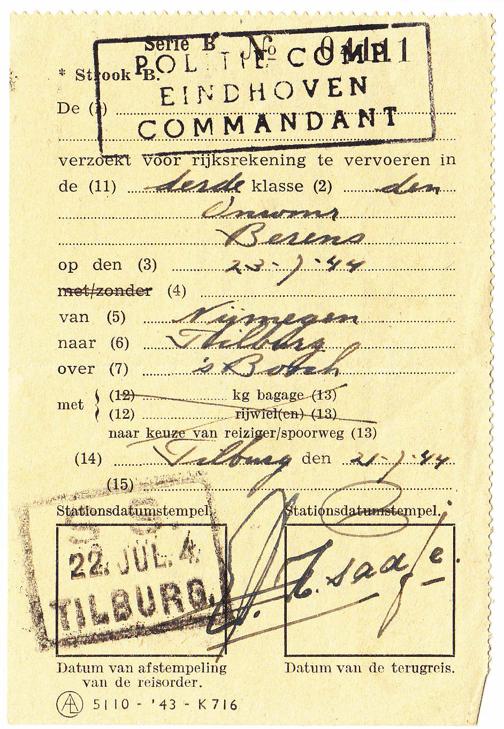 Serie B No 041111
* Strook B.
POLITIE COMP.
EINDHOVEN
COMMANDANT
De (1)
verzoekt voor rijksrekening te vervoeren in
de (11) derde klasse (2) den
Onwomr
Berens
op den (3) 23-7-44
met/zonder (4)
van (5) Nijmegen
naar (6) Tilburg
over (7) 's Bosch
met { (12) kg bagage (13)
(12) rijwiel(en) (13)
naar keuze van reiziger/spoorweg (13)
(14) Tilburg den 21-7-44
(15)
Stationsdatumstempel. Stationsdatumstempel.
22. JUL. 4
TILBURG.
Datum van afstempeling van de reisorder.
Datum van de terugreis.
5110 - '43 - K716